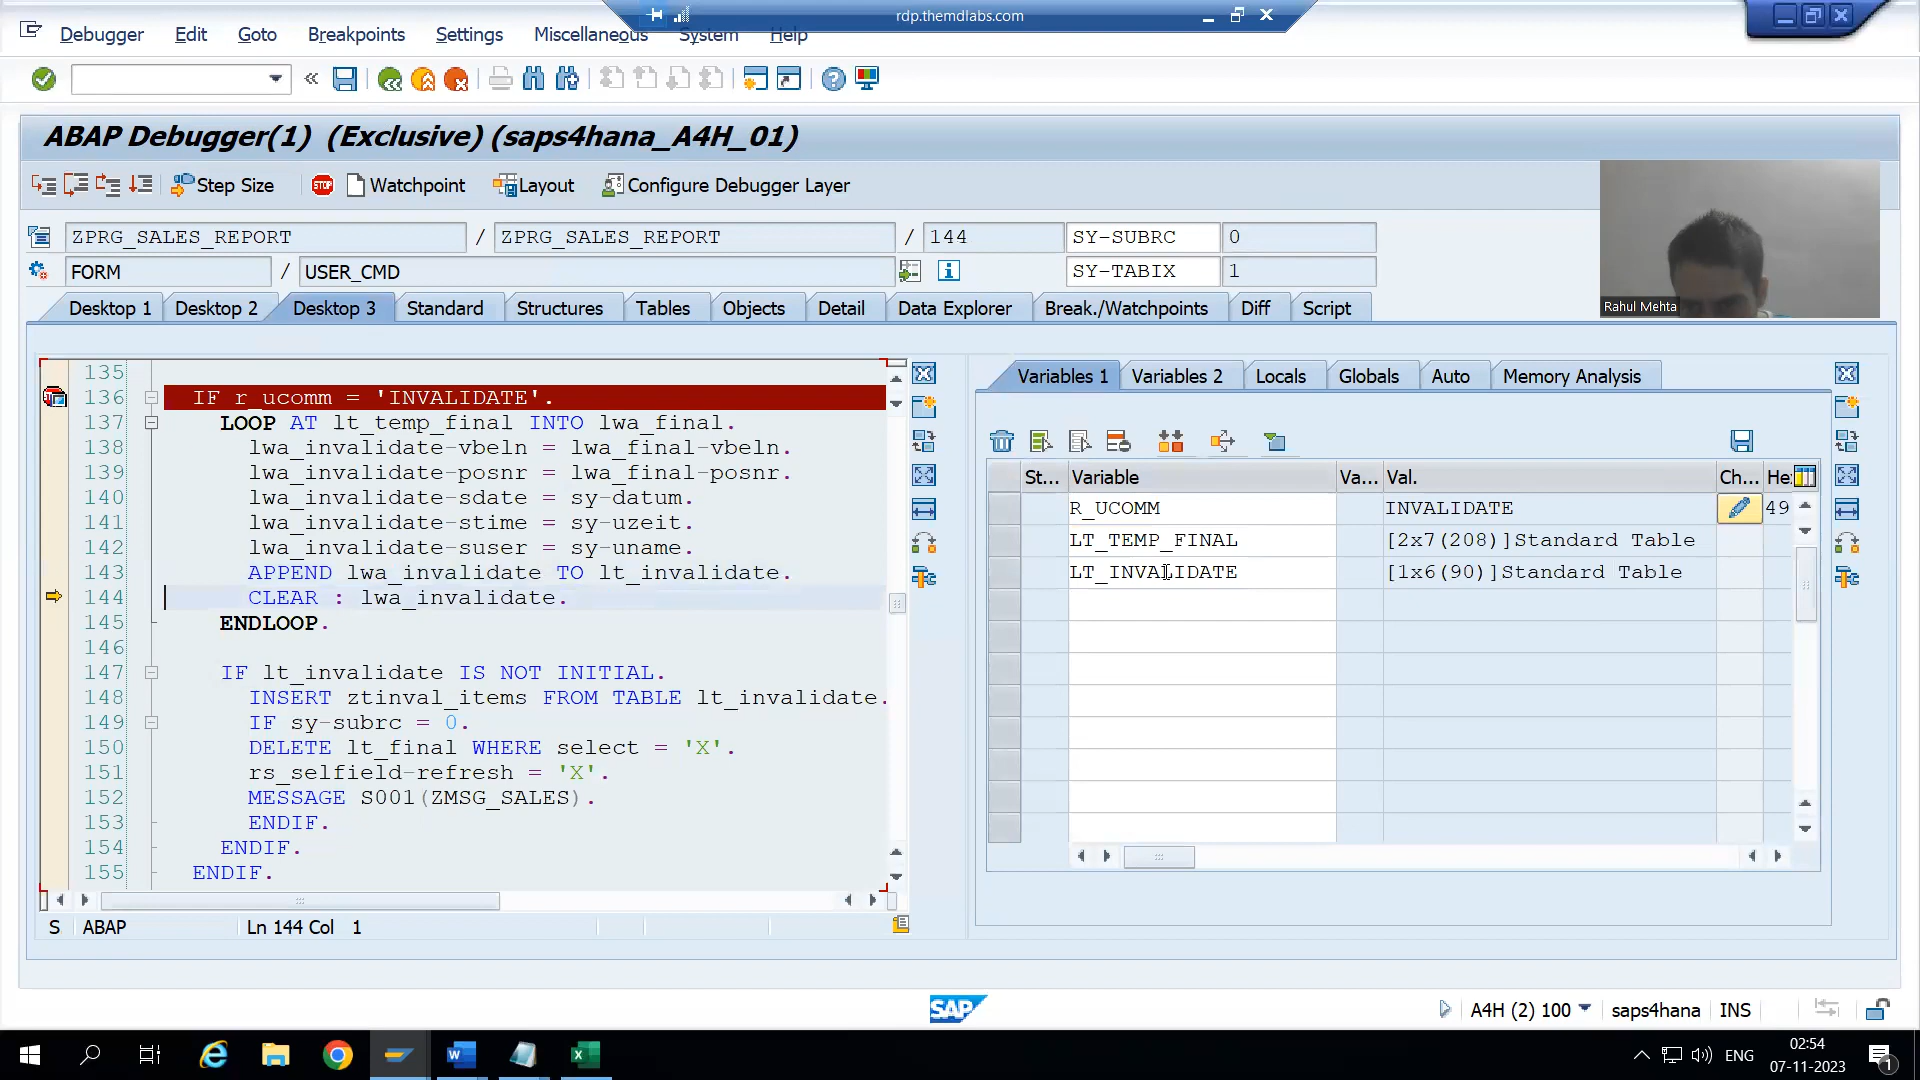 rdp.themdlabs.com
Debugger Edit Goto Breakpoints Settings Miscellaneous System Help
ABAP Debugger(1) (Exclusive) (saps4hana_A4H_01)
STOP
Step Size Watchpoint Layout Configure Debugger Layer
ZPRG_SALES_REPORT / ZPRG_SALES_REPORT / 144 SY-SUBRC 0
FORM / USER_CMD SY-TABIX 1
Rahul Mehta
Desktop 1 Desktop 2 Desktop 3 Standard Structures Tables Objects Detail Data Explorer Break./Watchpoints Diff Script
135
136 IF r_ucomm = 'INVALIDATE'.
137 LOOP AT lt_temp_final INTO lwa_final.
138 lwa_invalidate-vbeln = lwa_final-vbeln.
139 lwa_invalidate-posnr = lwa_final-posnr.
140 lwa_invalidate-sdate = sy-datum.
141 lwa_invalidate-stime = sy-uzeit.
142 lwa_invalidate-suser = sy-uname.
143 APPEND lwa_invalidate TO lt_invalidate.
144 CLEAR : lwa_invalidate.
145 ENDLOOP.
146
147 IF lt_invalidate IS NOT INITIAL.
148 INSERT ztinval_items FROM TABLE lt_invalidate.
149 IF sy-subrc = 0.
150 DELETE lt_final WHERE select = 'X'.
151 rs_selfield-refresh = 'X'.
152 MESSAGE S001(ZMSG_SALES).
153 ENDIF.
154 ENDIF.
155 ENDIF.
S ABAP Ln 144 Col 1
Variables 1 Variables 2 Locals Globals Auto Memory Analysis
St... Variable Va... Val. Ch... He
R_UCOMM INVALIDATE 49
LT_TEMP_FINAL [2x7(208)]Standard Table
LT_INVALIDATE [1x6(90)]Standard Table
SAP
A4H (2) 100 saps4hana INS
ENG
02:54
07-11-2023
1